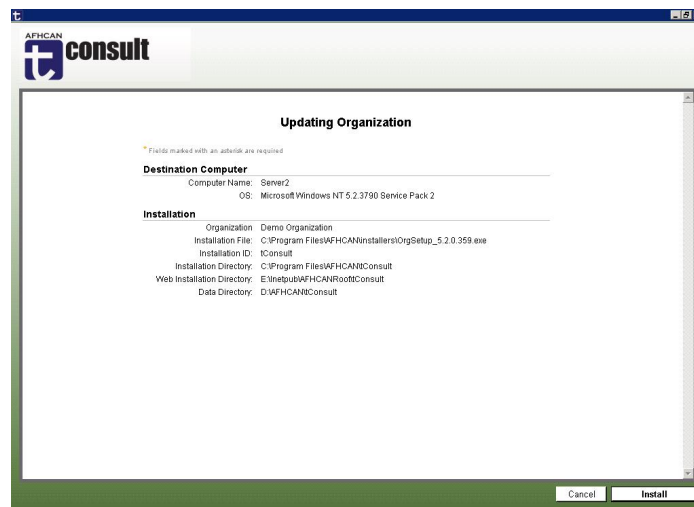 t
AFHCAN
t consult
Updating Organization
* Fields marked with an asterisk are required
Destination Computer
Computer Name: Server2
OS: Microsoft Windows NT 5.2.3790 Service Pack 2
Installation
Organization Demo Organization
Installation File: C:\Program Files\AFHCAN\installers\OrgSetup_5.2.0.359.exe
Installation ID: tConsult
Installation Directory: C:\Program Files\AFHCAN\tConsult
Web Installation Directory: E:\Inetpub\AFHCANRoot\tConsult
Data Directory: D:\AFHCAN\tConsult
Cancel Install